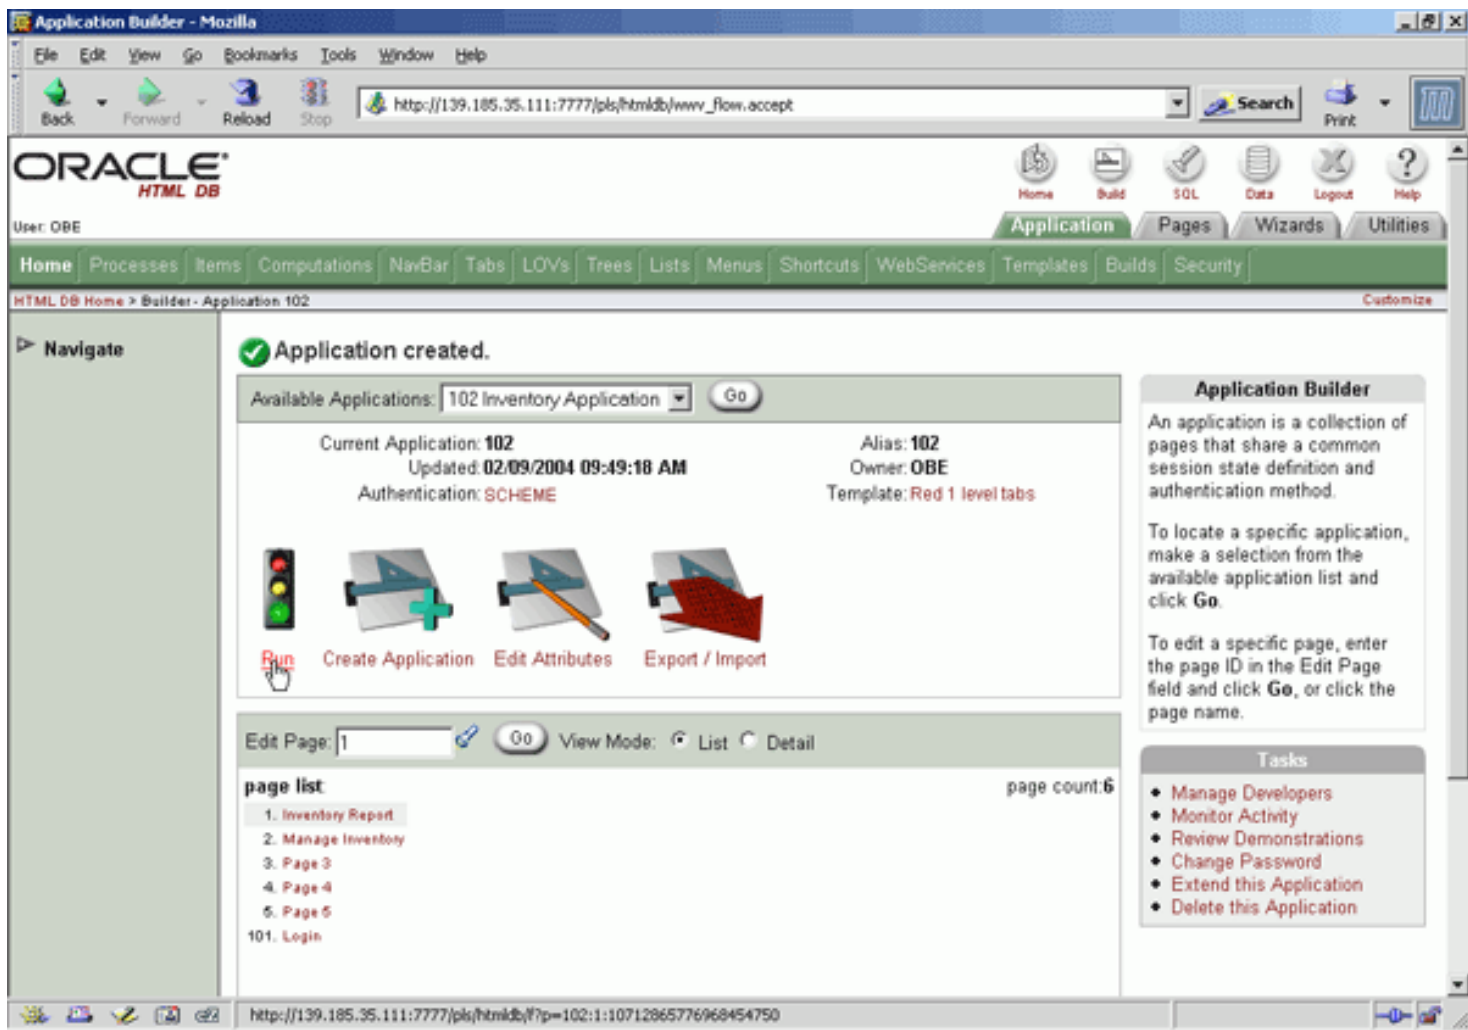 Application Builder - Mozilla
File Edit View Go Bookmarks Tools Window Help
Back Forward Reload Stop http://139.185.35.111:7777/pls/htmldb/wwv_flow.accept Search Print
ORACLE
HTML DB
Home Build SQL Data Logout Help
User: OBE
Application Pages Wizards Utilities
Home Processes Items Computations NavBar Tabs LOVs Trees Lists Menus Shortcuts WebServices Templates Builds Security
HTML DB Home > Builder - Application 102 Customize
Navigate
Application created.
Available Applications: 102 Inventory Application Go
Current Application: 102 Alias: 102
Updated: 02/09/2004 09:49:18 AM Owner: OBE
Authentication: SCHEME Template: Red 1 level tabs
Run Create Application Edit Attributes Export / Import
Edit Page: 1 Go View Mode: List Detail
page list: page count:6
1. Inventory Report
2. Manage Inventory
3. Page 3
4. Page 4
5. Page 5
101. Login
Application Builder
An application is a collection of
pages that share a common
session state definition and
authentication method.
To locate a specific application,
make a selection from the
available application list and
click Go.
To edit a specific page, enter
the page ID in the Edit Page
field and click Go, or click the
page name.
Tasks
Manage Developers
Monitor Activity
Review Demonstrations
Change Password
Extend this Application
Delete this Application
http://139.185.35.111:7777/pls/htmldb/f?p=102:1:10712865776968454750